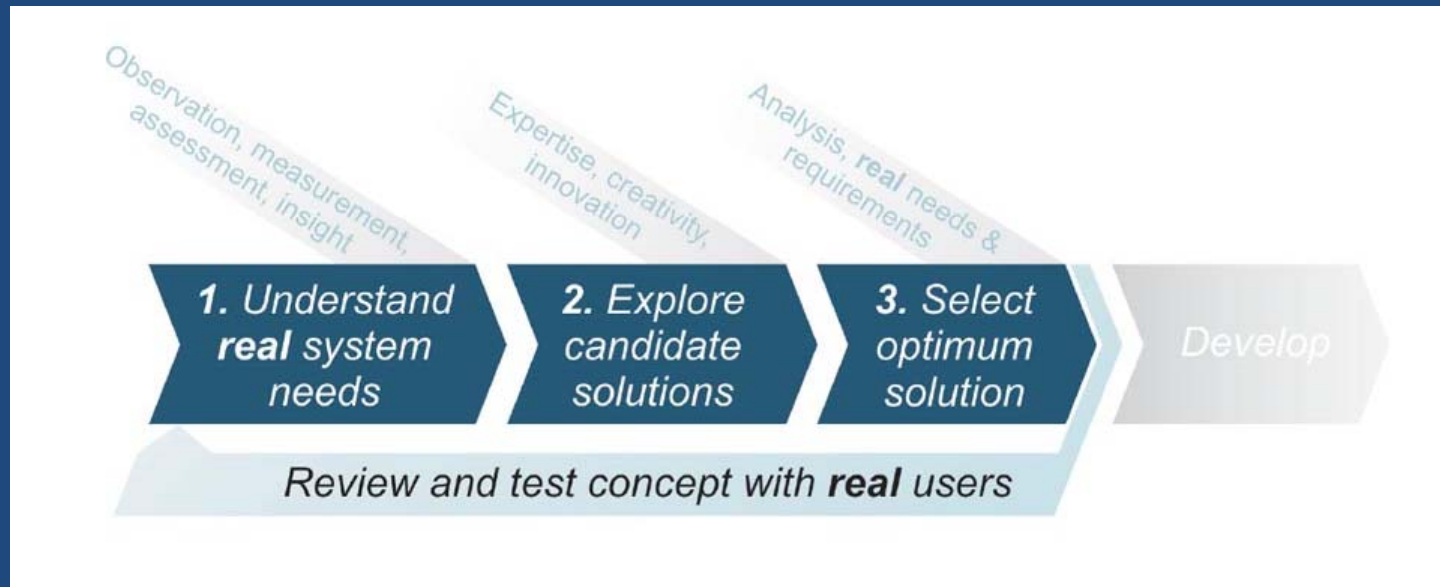 Observation, measurement,
assessment, insight
Expertise, creativity,
innovation
Analysis, real needs &
requirements
1. Understand
real system
needs
2. Explore
candidate
solutions
3. Select
optimum
solution
Develop
Review and test concept with real users